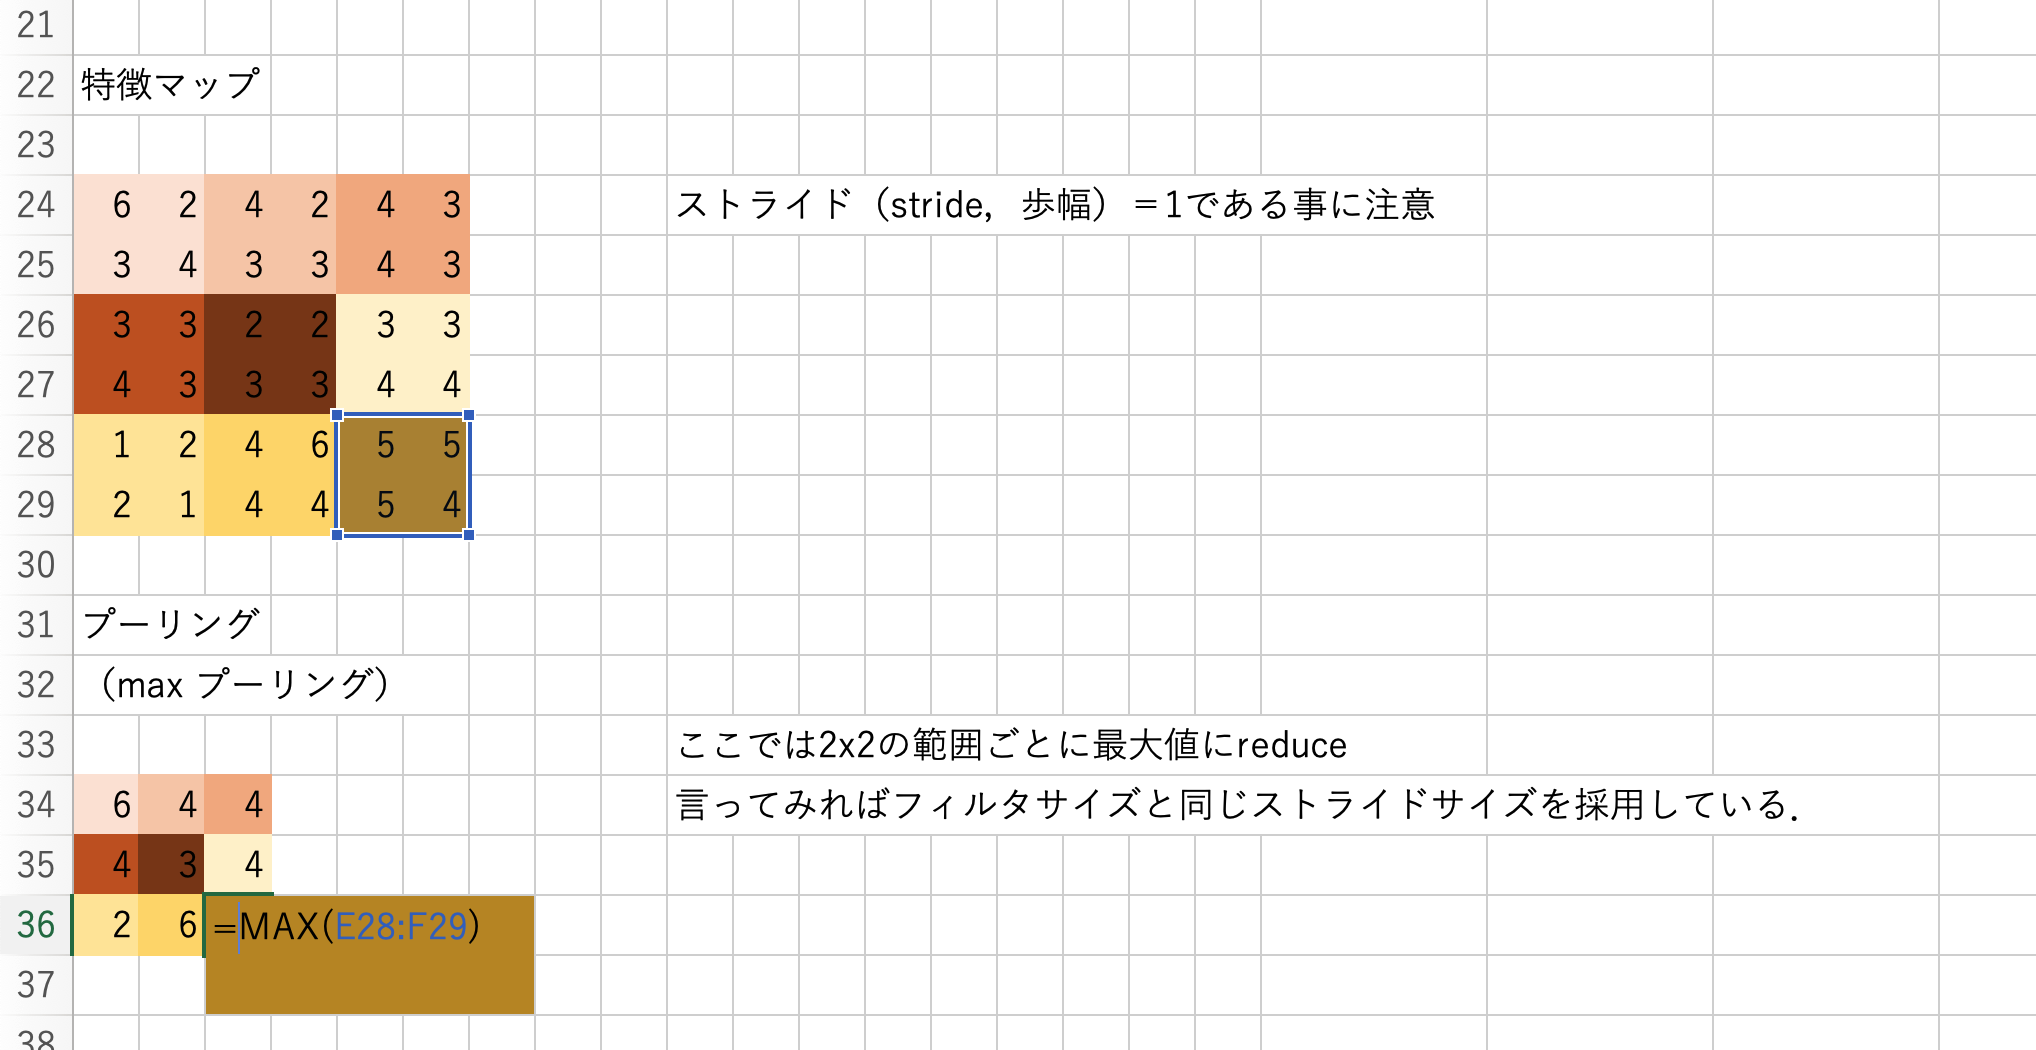 21
22 特徴マップ
23
24 6 2 4 2 4 3 ストライド（stride，歩幅）＝1である事に注意
25 3 4 3 3 4 3
26 3 3 2 2 3 3
27 4 3 3 3 4 4
28 1 2 4 6 5 5
29 2 1 4 4 5 4
30
31 プーリング
32 （max プーリング）
33 ここでは2x2の範囲ごとに最大値にreduce
34 6 4 4 言ってみればフィルタサイズと同じストライドサイズを採用している．
35 4 3 4
36 2 6 =MAX(E28:F29)
37
38